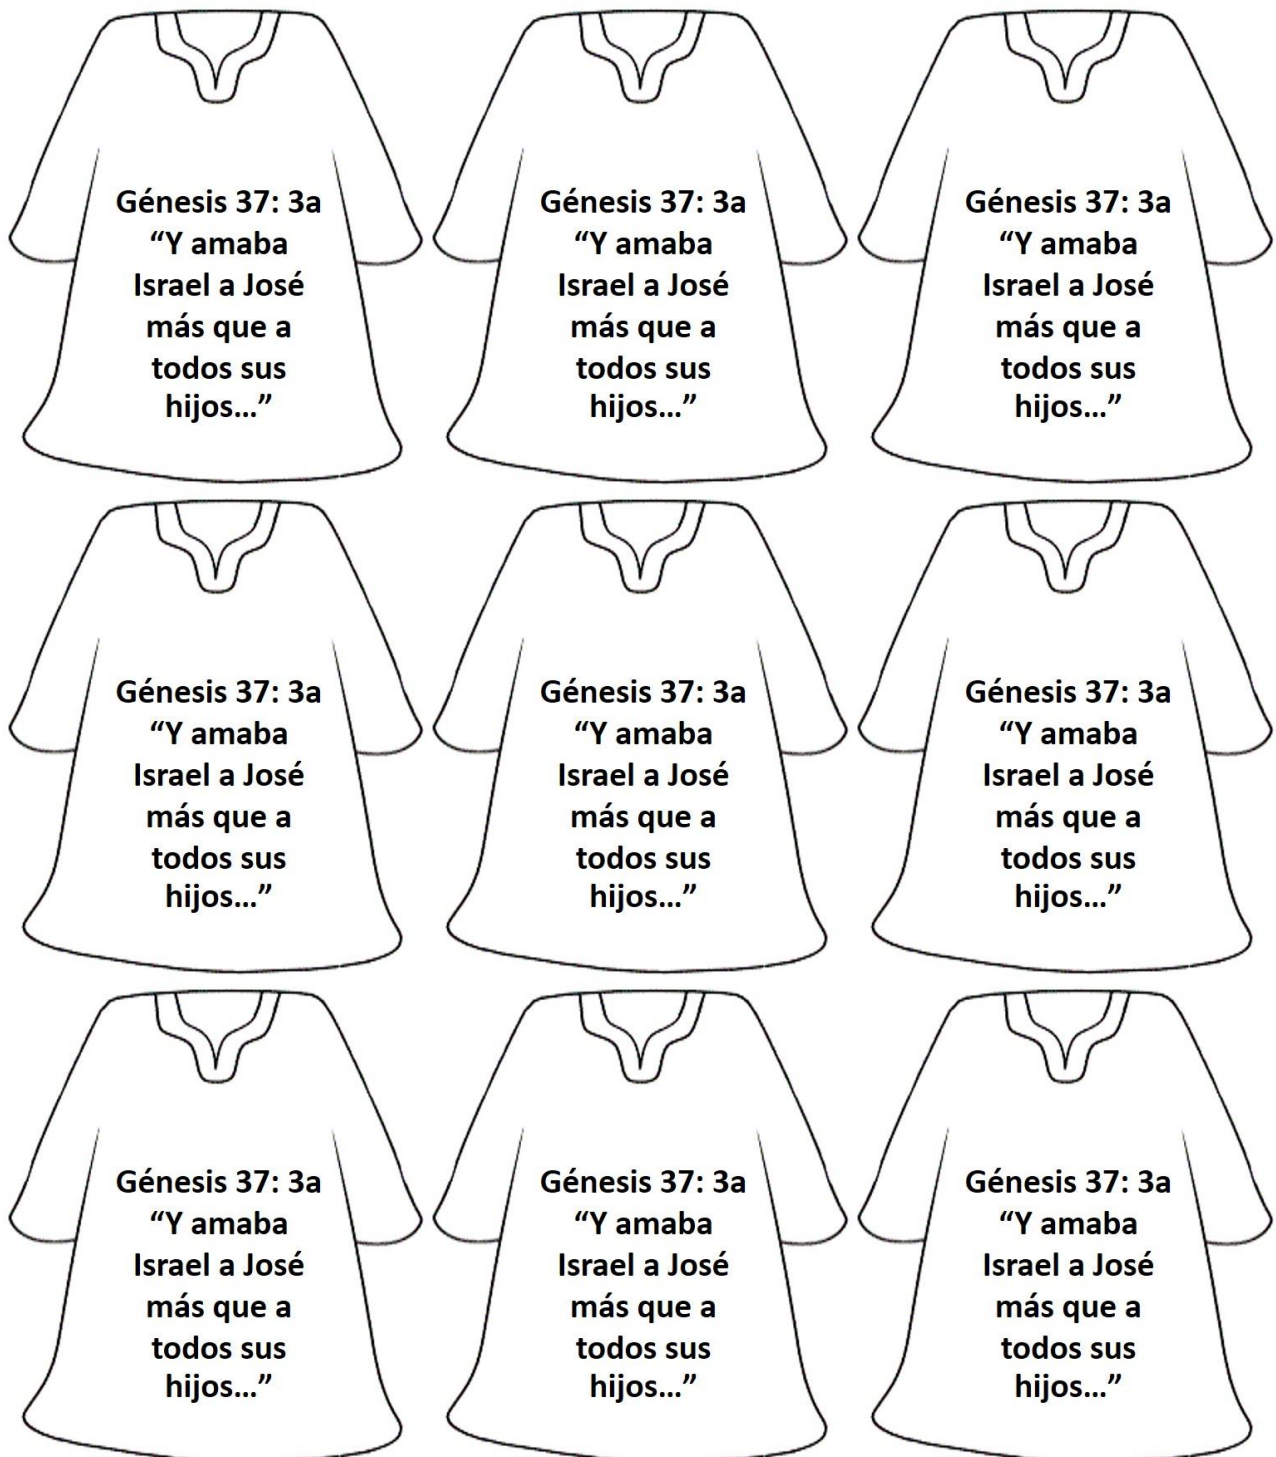 Génesis 37: 3a
“Y amaba
Israel a José
más que a
todos sus
hijos...”
Génesis 37: 3a
“Y amaba
Israel a José
más que a
todos sus
hijos...”
Génesis 37: 3a
“Y amaba
Israel a José
más que a
todos sus
hijos...”
Génesis 37: 3a
“Y amaba
Israel a José
más que a
todos sus
hijos...”
Génesis 37: 3a
“Y amaba
Israel a José
más que a
todos sus
hijos...”
Génesis 37: 3a
“Y amaba
Israel a José
más que a
todos sus
hijos...”
Génesis 37: 3a
“Y amaba
Israel a José
más que a
todos sus
hijos...”
Génesis 37: 3a
“Y amaba
Israel a José
más que a
todos sus
hijos...”
Génesis 37: 3a
“Y amaba
Israel a José
más que a
todos sus
hijos...”